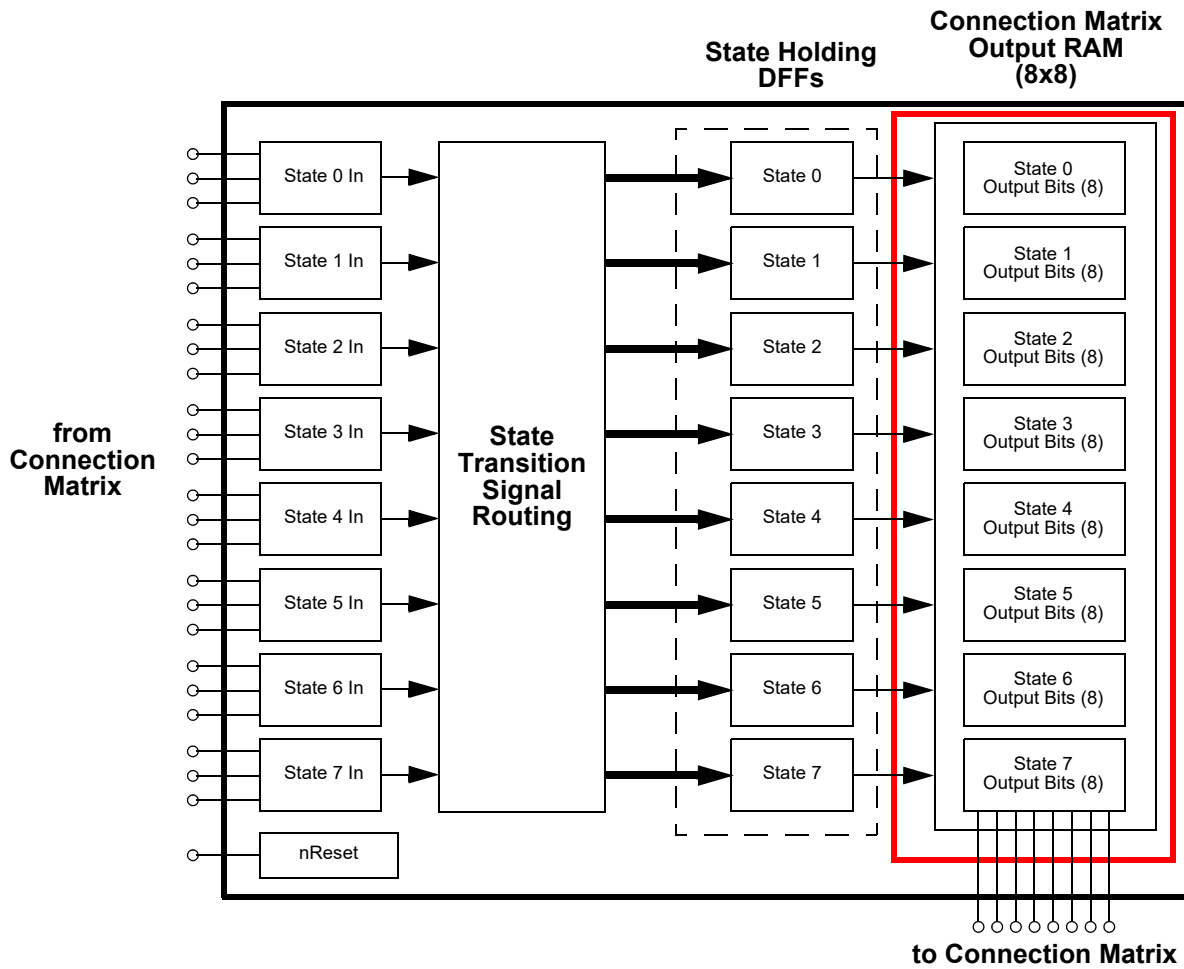 Connection Matrix
Output RAM
(8x8)
State Holding
DFFs
State 0 In
State 0
State 0
Output Bits (8)
State 1 In
State 1
State 1
Output Bits (8)
State 2 In
State 2
State 2
Output Bits (8)
from
Connection
Matrix
State 3 In
State
Transition
Signal
Routing
State 3
State 3
Output Bits (8)
State 4 In
State 4
State 4
Output Bits (8)
State 5 In
State 5
State 5
Output Bits (8)
State 6 In
State 6
State 6
Output Bits (8)
State 7 In
State 7
State 7
Output Bits (8)
nReset
to Connection Matrix